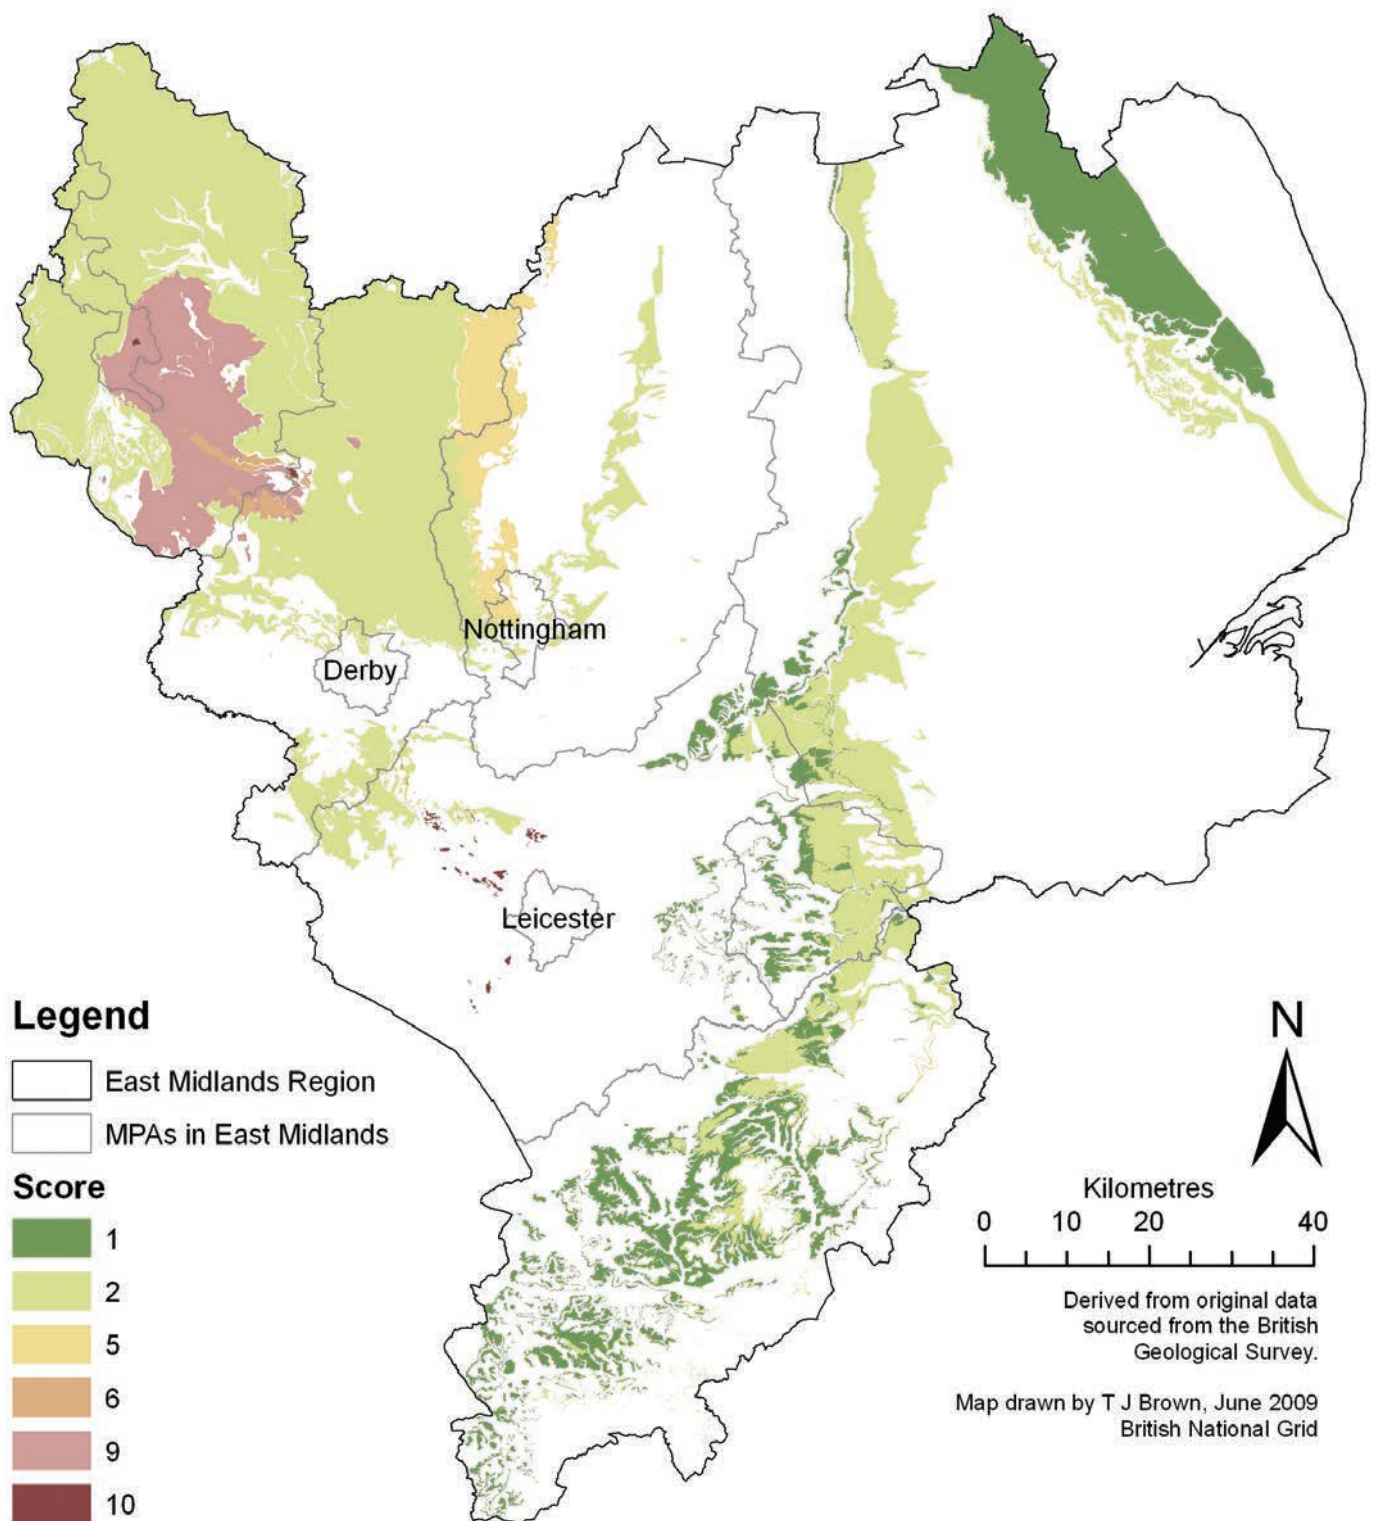 Nottingham
Derby
Leicester
Legend
East Midlands Region
MPAs in East Midlands
Score
1
2
5
6
9
10
N
Kilometres
0 10 20 40
Derived from original data
sourced from the British
Geological Survey.
Map drawn by T J Brown, June 2009
British National Grid